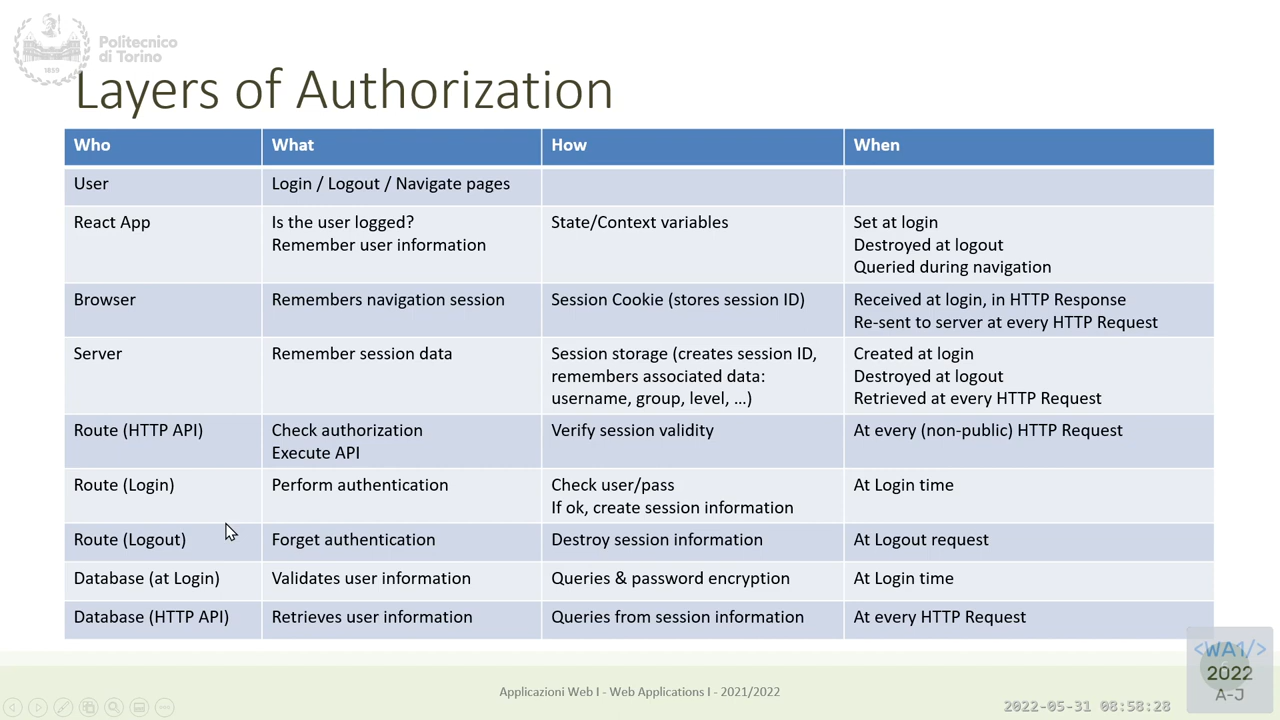 Politecnico
di Torino
1859
Layers of Authorization
Who What How When
User Login / Logout / Navigate pages
React App Is the user logged? State/Context variables Set at login
Remember user information Destroyed at logout
Queried during navigation
Browser Remembers navigation session Session Cookie (stores session ID) Received at login, in HTTP Response
Re-sent to server at every HTTP Request
Server Remember session data Session storage (creates session ID, Created at login
remembers associated data: Destroyed at logout
username, group, level, …) Retrieved at every HTTP Request
Route (HTTP API) Check authorization Verify session validity At every (non-public) HTTP Request
Execute API
Route (Login) Perform authentication Check user/pass At Login time
If ok, create session information
Route (Logout) Forget authentication Destroy session information At Logout request
Database (at Login) Validates user information Queries & password encryption At Login time
Database (HTTP API) Retrieves user information Queries from session information At every HTTP Request
<WA1/>
2022
A-J
Applicazioni Web I - Web Applications I - 2021/2022
2022-05-31 08:58:28